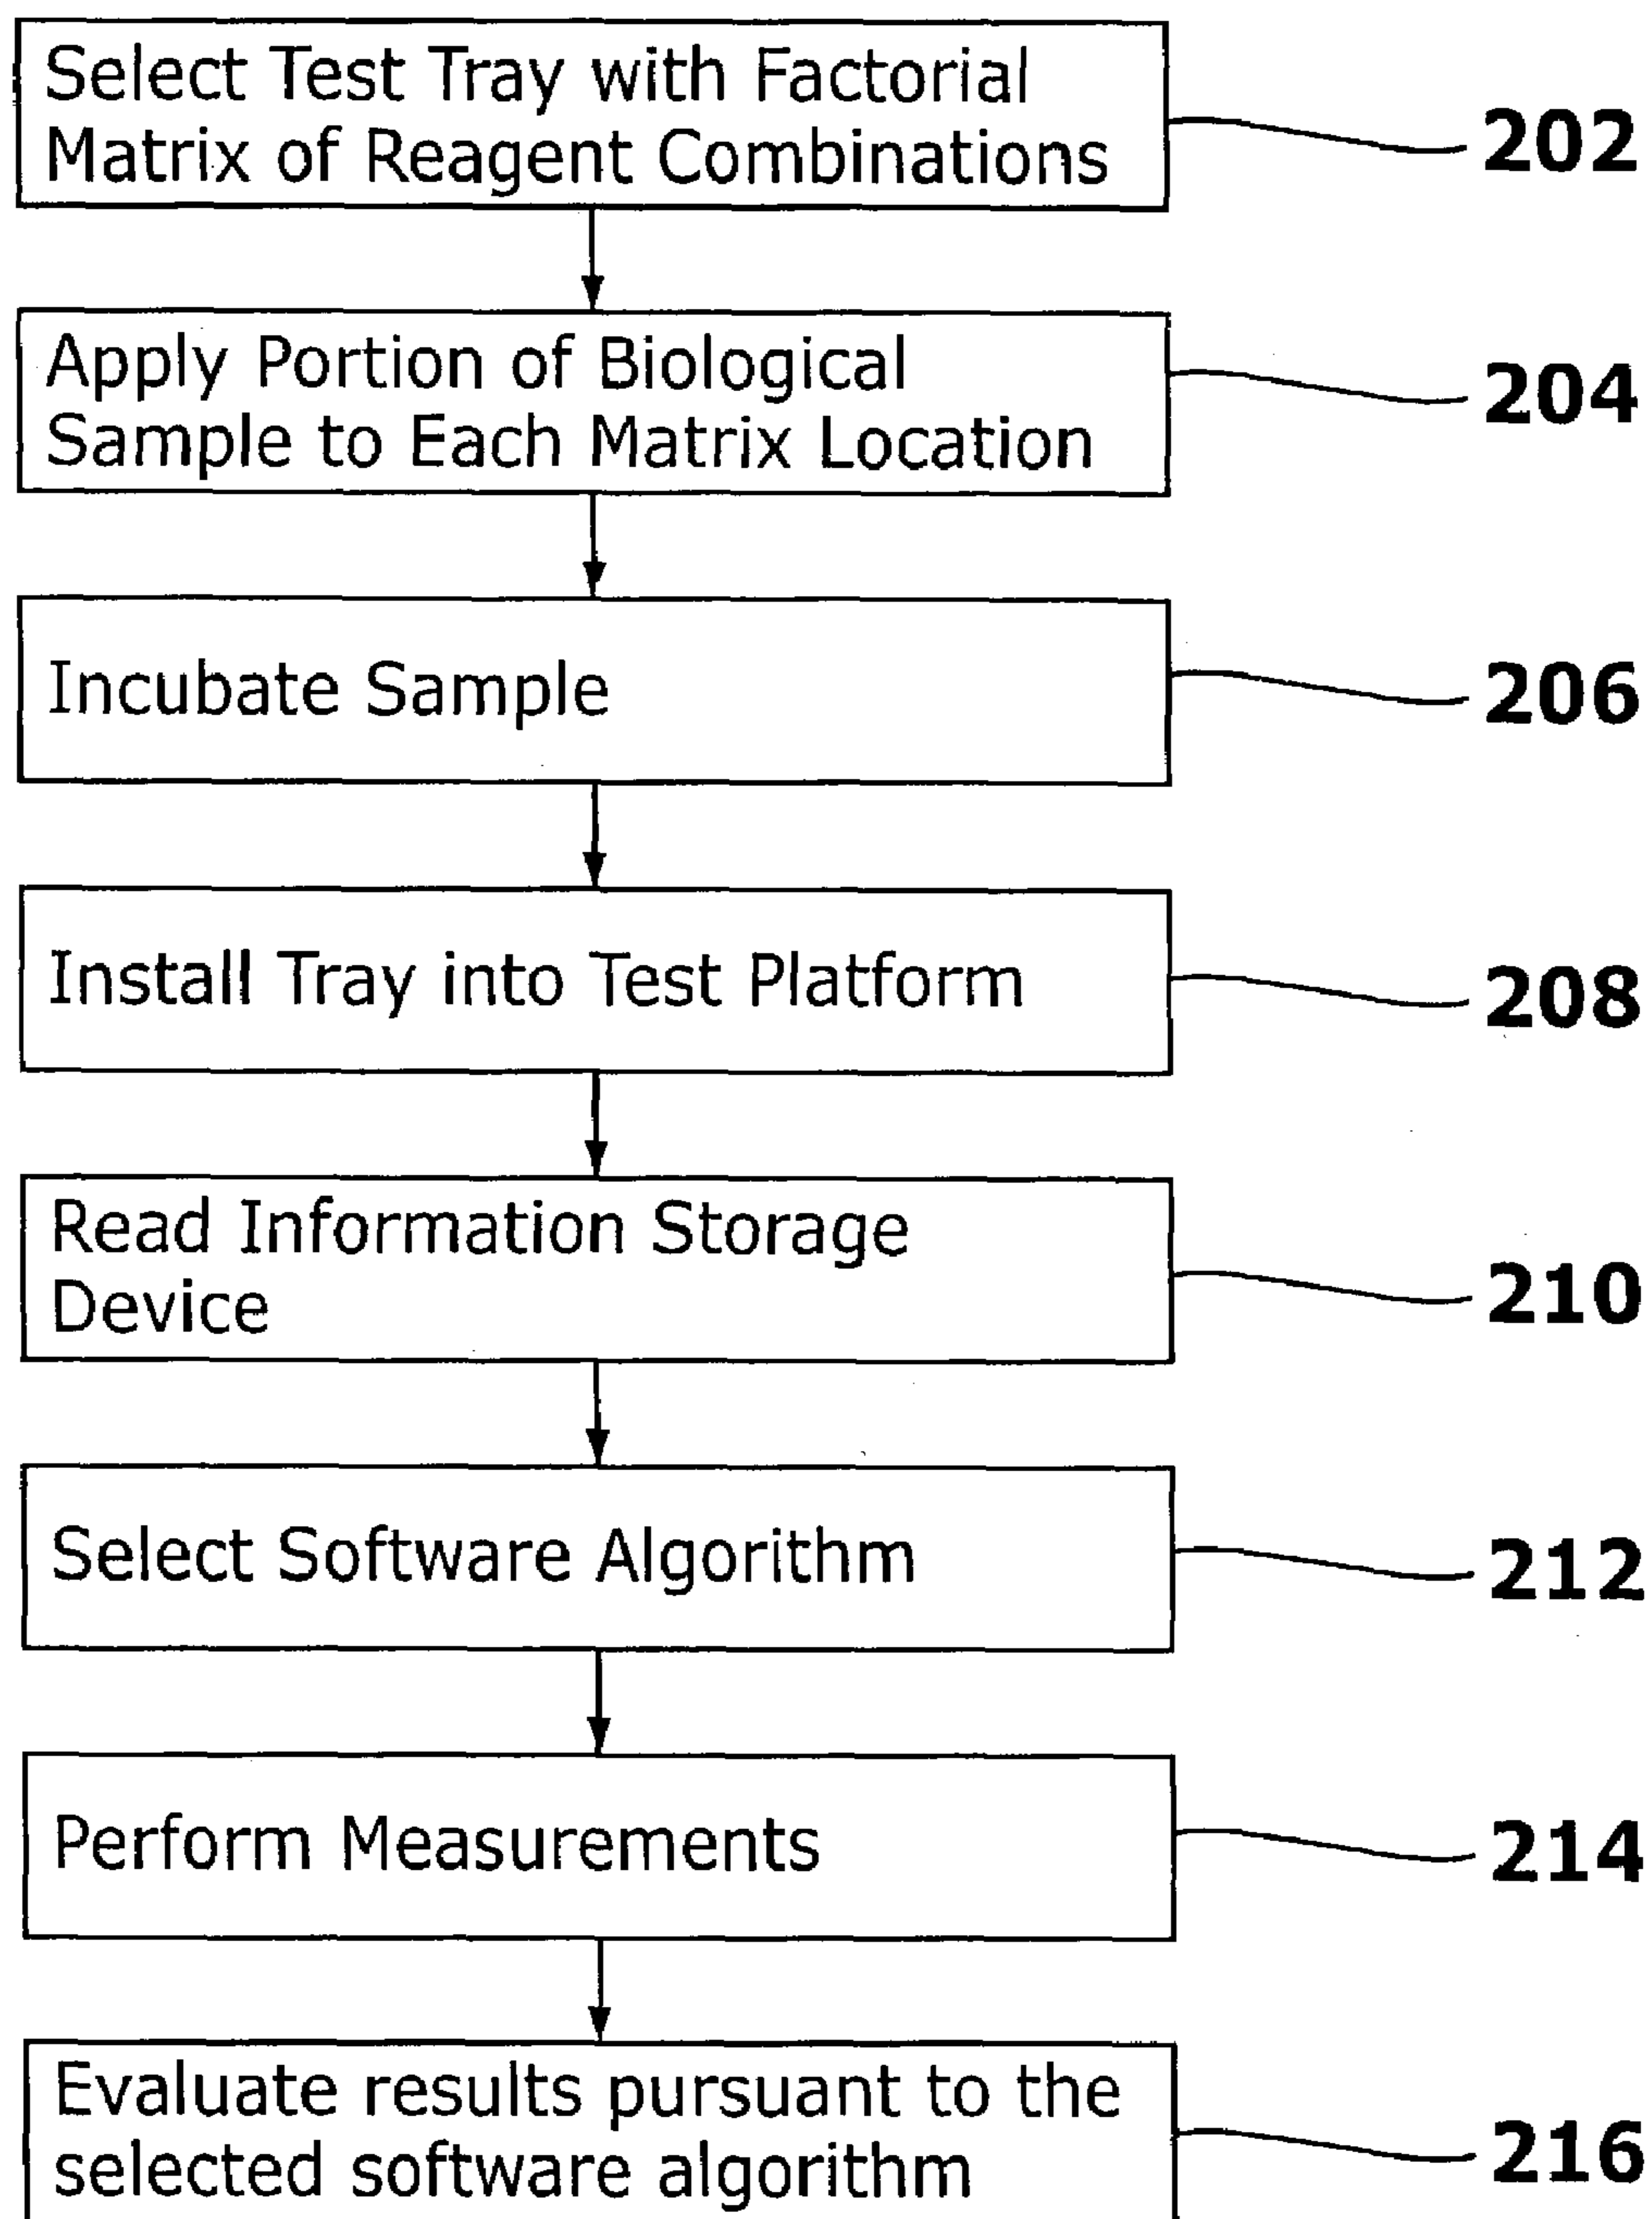 Select Test Tray with Factorial
Matrix of Reagent Combinations
202
Apply Portion of Biological
Sample to Each Matrix Location
204
Incubate Sample
206
Install Tray into Test Platform
208
Read Information Storage
Device
210
Select Software Algorithm
212
Perform Measurements
214
Evaluate results pursuant to the
selected software algorithm
216